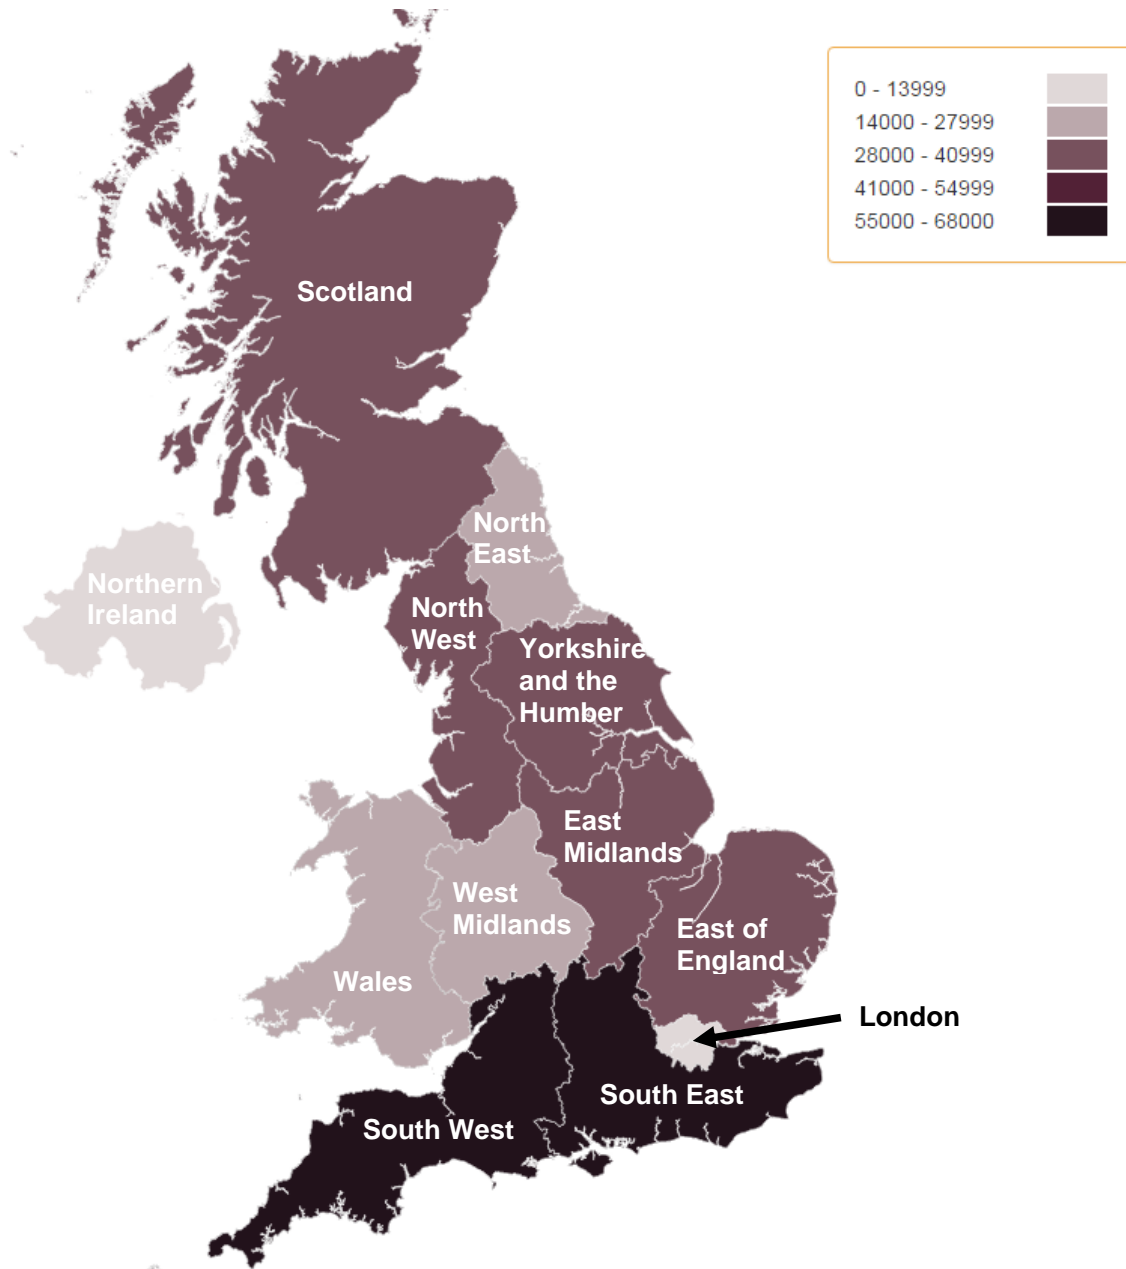 0 - 13999
14000 - 27999
28000 - 40999
41000 - 54999
55000 - 68000
Scotland
North
East
Northern
Ireland
North
West
Yorkshire
and the
Humber
East
Midlands
West
Midlands
East of
England
Wales
London
South East
South West